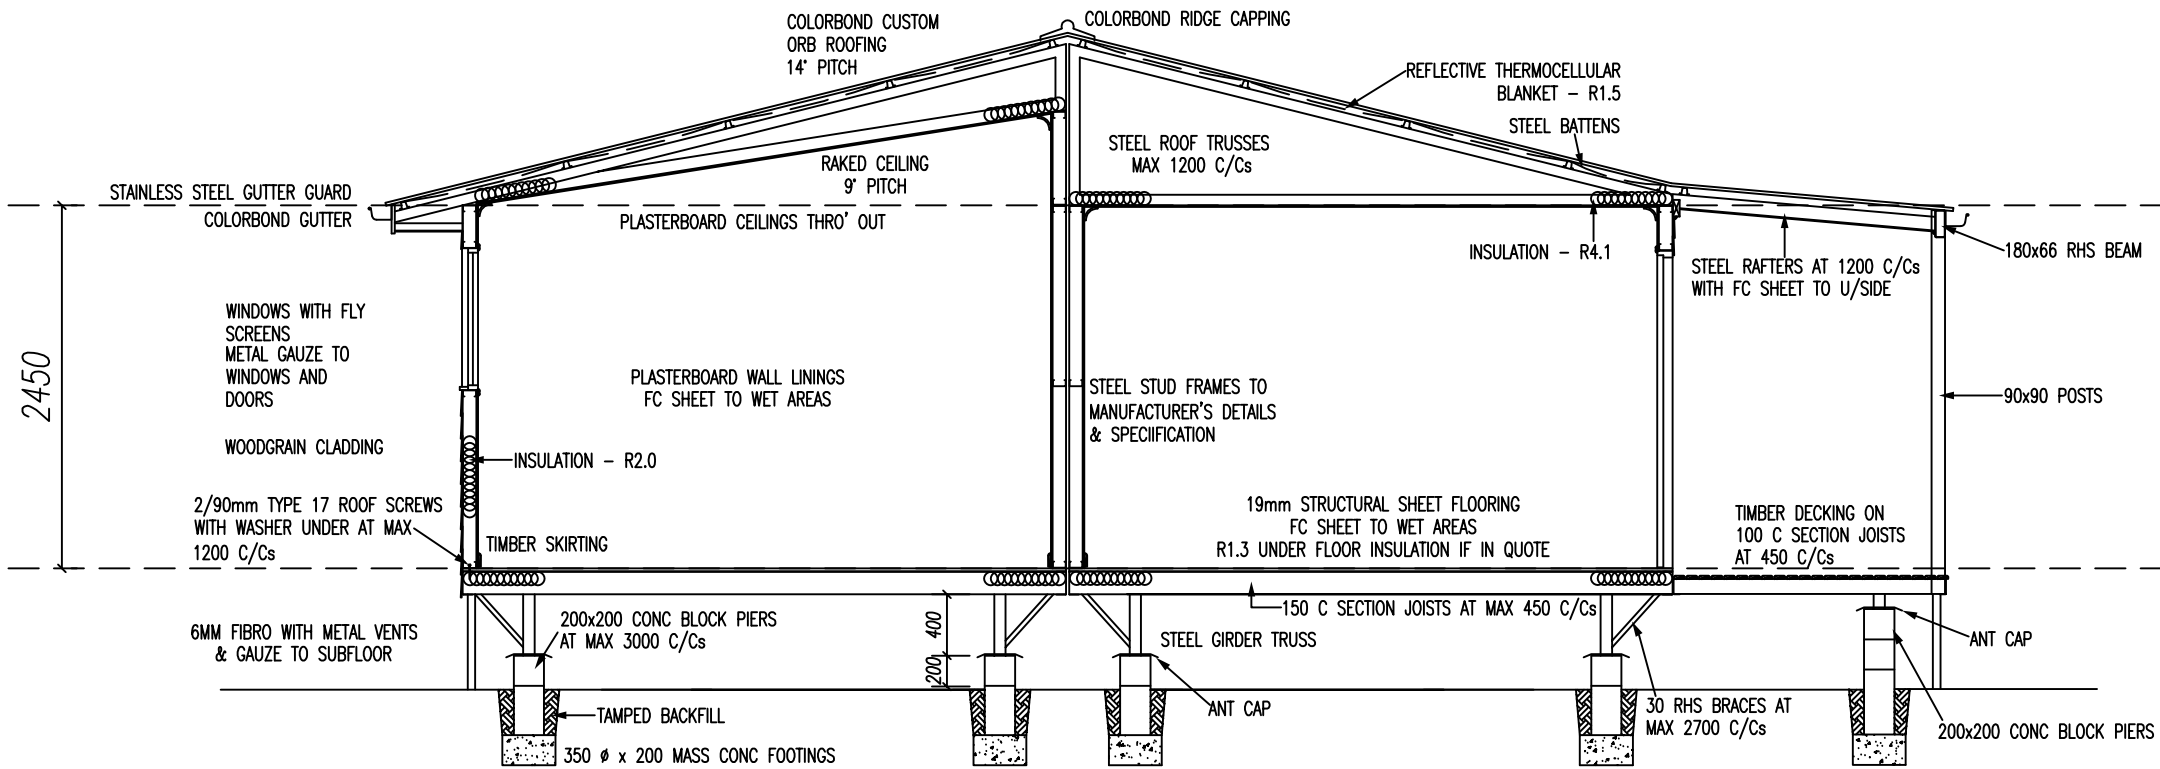 COLORBOND CUSTOM
ORB ROOFING
14° PITCH
COLORBOND RIDGE CAPPING
REFLECTIVE THERMOCELLULAR
BLANKET - R1.5
STEEL BATTENS
STEEL ROOF TRUSSES
MAX 1200 C/Cs
RAKED CEILING
9° PITCH
STAINLESS STEEL GUTTER GUARD
COLORBOND GUTTER
PLASTERBOARD CEILINGS THRO' OUT
INSULATION - R4.1
180x66 RHS BEAM
STEEL RAFTERS AT 1200 C/Cs
WITH FC SHEET TO U/SIDE
WINDOWS WITH FLY
SCREENS
METAL GAUZE TO
WINDOWS AND
DOORS
2450
PLASTERBOARD WALL LININGS
FC SHEET TO WET AREAS
STEEL STUD FRAMES TO
MANUFACTURER'S DETAILS
& SPECIIFICATION
90x90 POSTS
WOODGRAIN CLADDING
INSULATION - R2.0
2/90mm TYPE 17 ROOF SCREWS
WITH WASHER UNDER AT MAX
1200 C/Cs
TIMBER SKIRTING
19mm STRUCTURAL SHEET FLOORING
FC SHEET TO WET AREAS
R1.3 UNDER FLOOR INSULATION IF IN QUOTE
TIMBER DECKING ON
100 C SECTION JOISTS
AT 450 C/Cs
150 C SECTION JOISTS AT MAX 450 C/Cs
6MM FIBRO WITH METAL VENTS
& GAUZE TO SUBFLOOR
200x200 CONC BLOCK PIERS
AT MAX 3000 C/Cs
400
200
STEEL GIRDER TRUSS
ANT CAP
ANT CAP
30 RHS BRACES AT
MAX 2700 C/Cs
200x200 CONC BLOCK PIERS
TAMPED BACKFILL
350 ø x 200 MASS CONC FOOTINGS